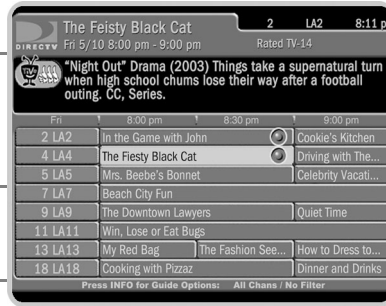 The Feisty Black Cat 2 LA2 8:11 p
DIRECTV Fri 5/10 8:00 pm - 9:00 pm Rated TV-14
"Night Out" Drama (2003) Things take a supernatural turn
when high school chums lose their way after a football
outing. CC, Series.
Fri 8:00 pm 8:30 pm 9:00 pm
2 LA2 In the Game with John Cookie's Kitchen
4 LA4 The Fiesty Black Cat Driving with The...
5 LA5 Mrs. Beebe's Bonnet Celebrity Vacati...
7 LA7 Beach City Fun
9 LA9 The Downtown Lawyers Quiet Time
11 LA11 Win, Lose or Eat Bugs
13 LA13 My Red Bag The Fashion See... How to Dress to...
18 LA18 Cooking with Pizzaz Dinner and Drinks
Press INFO for Guide Options: All Chans / No Filter